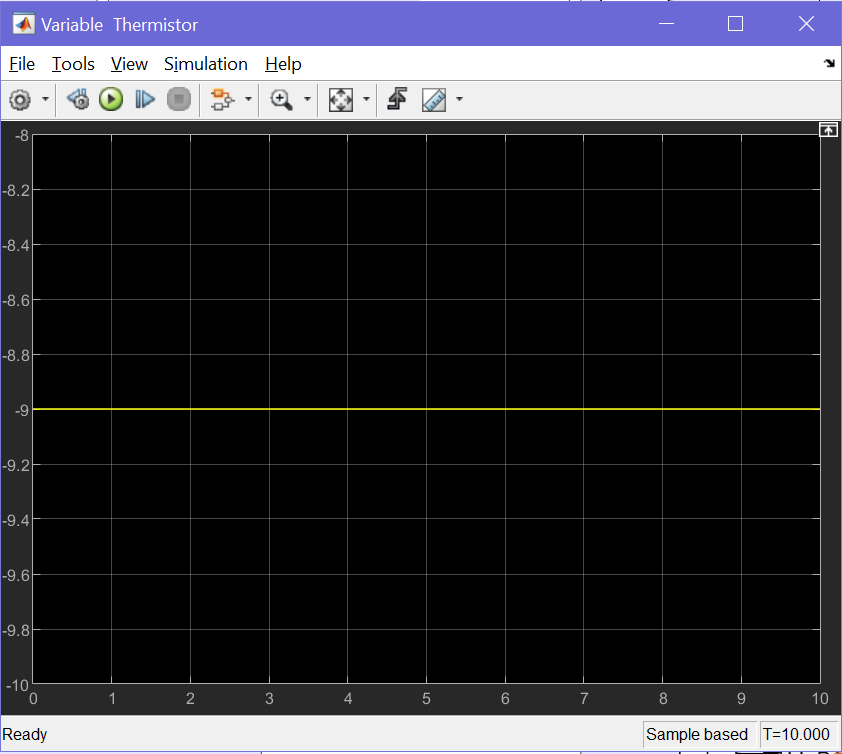 Variable Thermistor
File Tools View Simulation Help
-8
-8.2
-8.4
-8.6
-8.8
-9
-9.2
-9.4
-9.6
-9.8
-10
0 1 2 3 4 5 6 7 8 9 10
Ready Sample based T=10.000